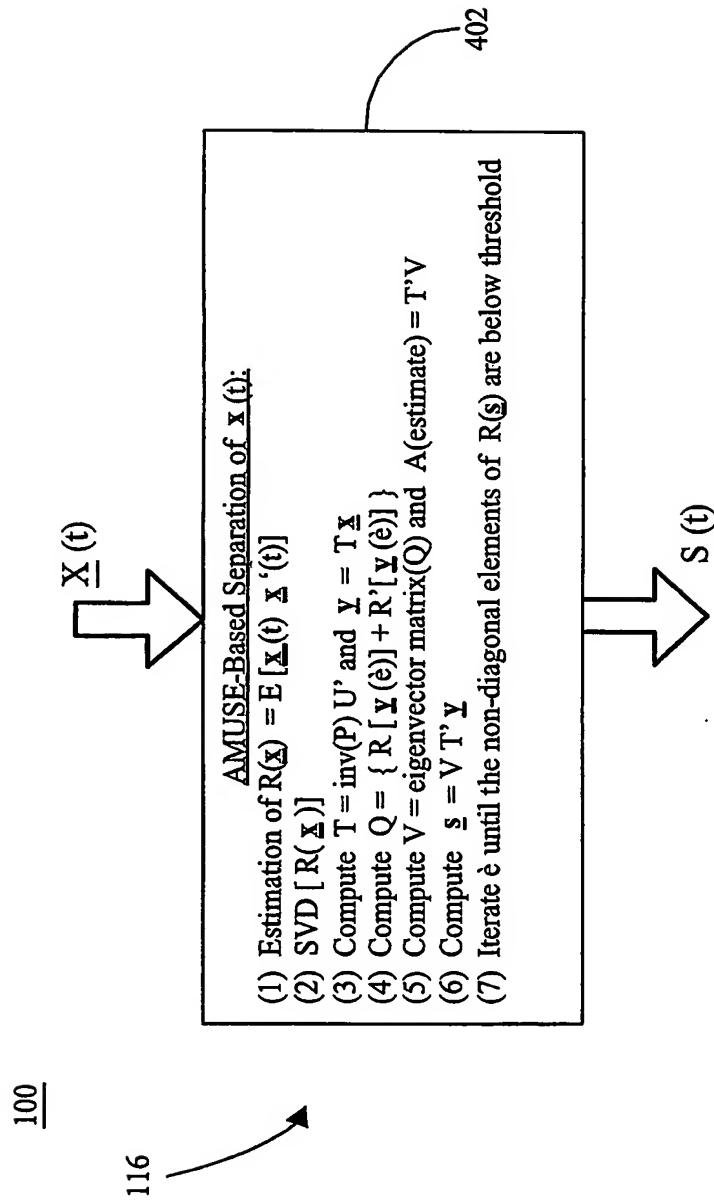 100
116
X (t)
AMUSE-Based Separation of x (t):
(1) Estimation of R(x) = E [x(t) x ‘(t)]
(2) SVD [ R( x )]
(3) Compute T = inv(P) U' and y = Tx
(4) Compute Q = { R [ y (è)] + R'[ y (è)] }
(5) Compute V = eigenvector matrix(Q) and A(estimate) = T'V
(6) Compute s = V T' y
(7) Iterate è until the non-diagonal elements of R(s) are below threshold
402
S (t)